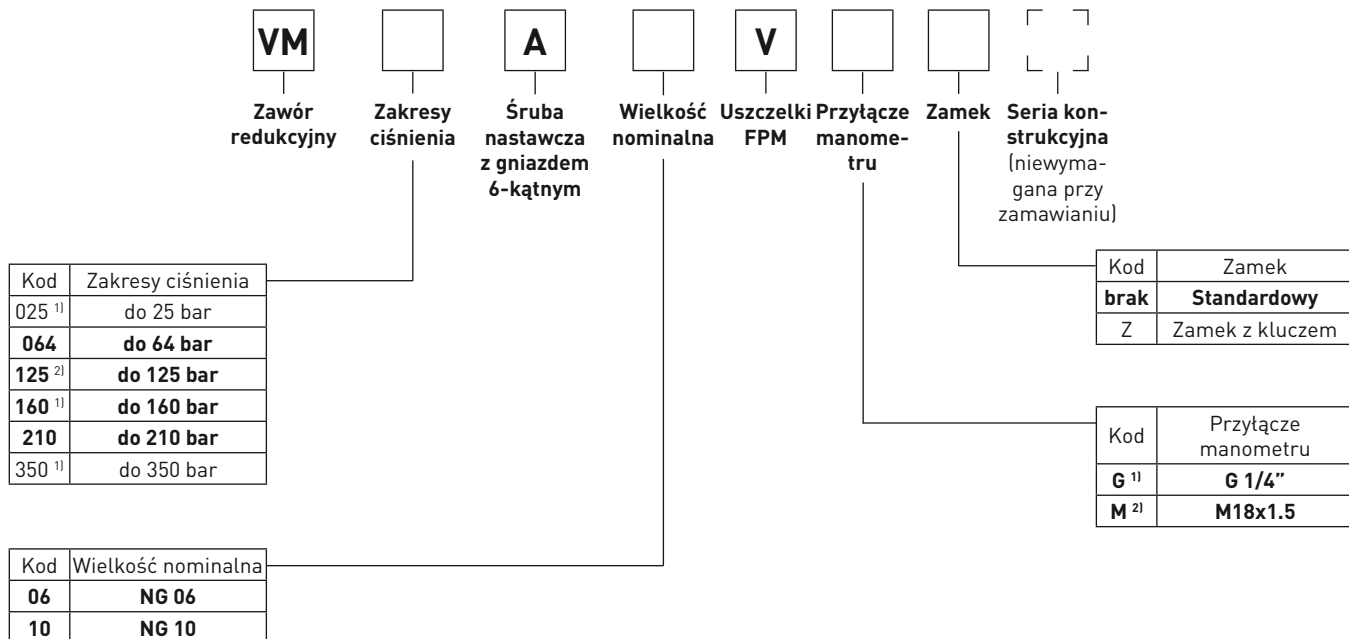 VM A V
Zawór
redukcyjny
Zakresy
ciśnienia
Śruba
nastawcza
z gniazdem
6-kątnym
Wielkość
nominalna
Uszczelki
FPM
Przyłącze
manome-
tru
Zamek
Seria kon-
strukcyjna
(niewyma-
gana przy
zamawianiu)
Kod Zakresy ciśnienia
025 1) do 25 bar
064 do 64 bar
125 2) do 125 bar
160 1) do 160 bar
210 do 210 bar
350 1) do 350 bar
Kod Zamek
brak Standardowy
Z Zamek z kluczem
Kod Przyłącze
manometru
G 1) G 1/4”
M 2) M18x1.5
Kod Wielkość nominalna
06 NG 06
10 NG 10